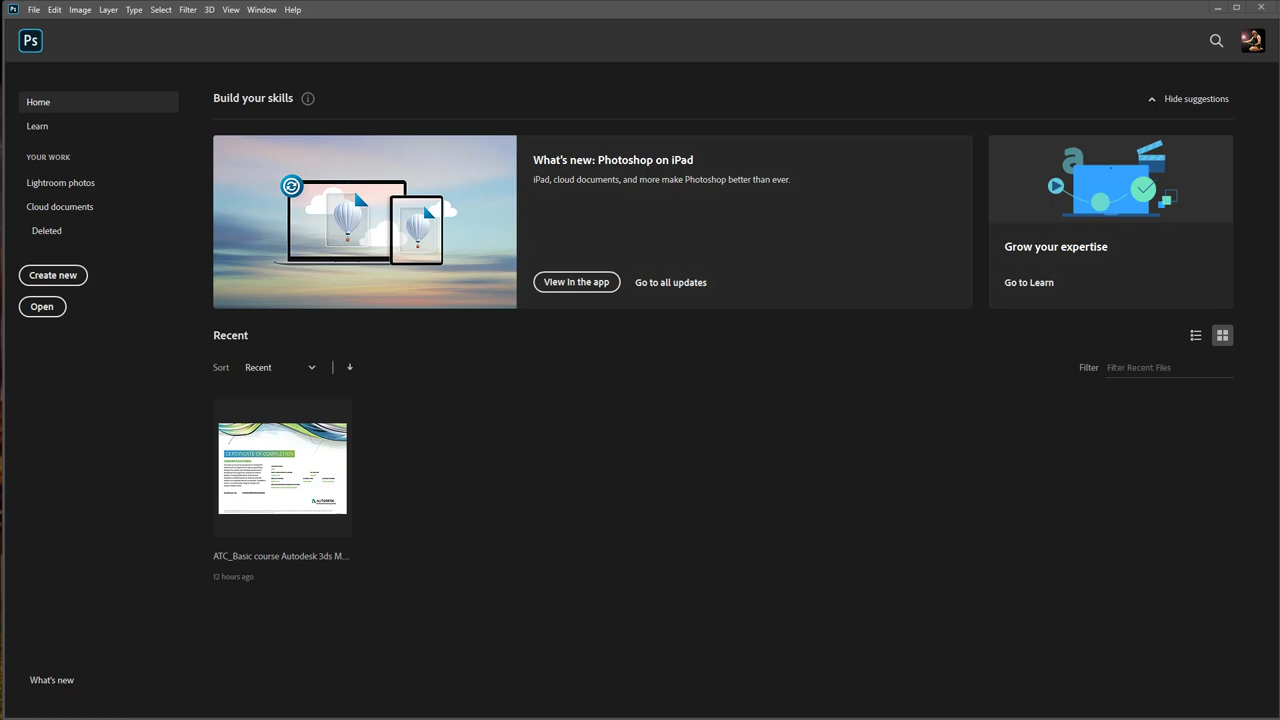 Ps File Edit Image Layer Type Select Filter 3D View Window Help
Ps
Home
Learn
YOUR WORK
Lightroom photos
Cloud documents
Deleted
Create new
Open
Build your skills
Hide suggestions
What's new: Photoshop on iPad
iPad, cloud documents, and more make Photoshop better than ever.
View in the app Go to all updates
a
Grow your expertise
Go to Learn
Recent
Sort Recent
Filter Filter Recent Files
CERTIFICATE OF COMPLETION
AUTODESK
ATC_Basic course Autodesk 3ds M...
12 hours ago
What's new